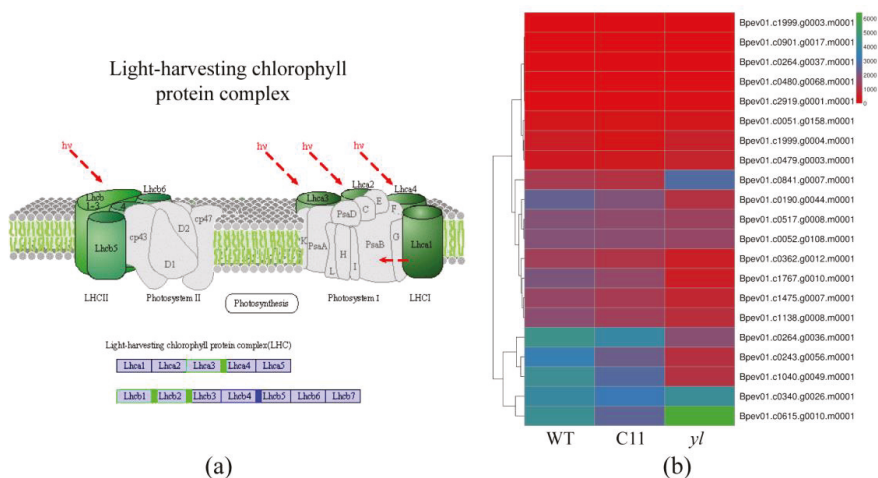 Light-harvesting chlorophyll
protein complex
hv
hv
hv
Lhcb
1-3
4
Lhcb6
Lhcb5
cp43
cp47
D2
D1
LHCII
Photosystem II
Photosynthesis
Lhca3
Lhca2
Lhca4
Lhca1
E
C
F
PsaD
K
PsaA
PsaB
G
H
L
I
Photosystem I
LHCI
Light-harvesting chlorophyll protein complex(LHC)
Lhca1 Lhca2 Lhca3 Lhca4 Lhca5
Lhcb1 Lhcb2 Lhcb3 Lhcb4 Lhcb5 Lhcb6 Lhcb7
(a)
(b)
6000
5000
4000
3000
2000
1000
0
Bpev01.c1999.g0003.m0001
Bpev01.c0901.g0017.m0001
Bpev01.c0264.g0037.m0001
Bpev01.c0480.g0068.m0001
Bpev01.c2919.g0001.m0001
Bpev01.c0051.g0158.m0001
Bpev01.c1999.g0004.m0001
Bpev01.c0479.g0003.m0001
Bpev01.c0841.g0007.m0001
Bpev01.c0190.g0044.m0001
Bpev01.c0517.g0008.m0001
Bpev01.c0052.g0108.m0001
Bpev01.c0362.g0012.m0001
Bpev01.c1767.g0010.m0001
Bpev01.c1475.g0007.m0001
Bpev01.c1138.g0008.m0001
Bpev01.c0264.g0036.m0001
Bpev01.c0243.g0056.m0001
Bpev01.c1040.g0049.m0001
Bpev01.c0340.g0026.m0001
Bpev01.c0615.g0010.m0001
WT C11 yl
(b)